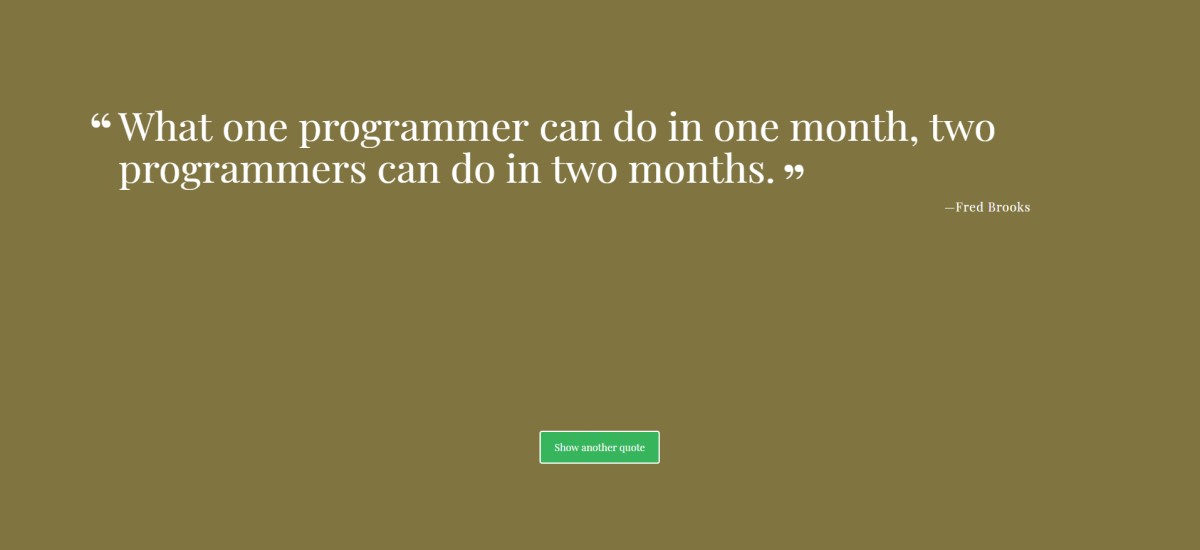 “What one programmer can do in one month, two
programmers can do in two months.”
—Fred Brooks
Show another quote